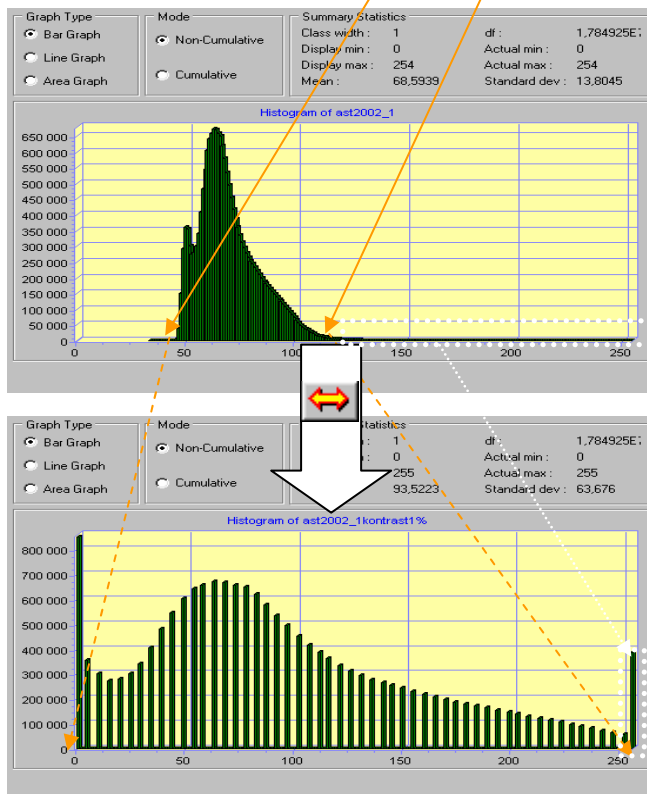 Graph Type Mode Summary Statistics
Bar Graph Non-Cumulative Class width : 1 df : 1,784925E
Display min : 0 Actual min : 0
Line Graph Display max : 254 Actual max : 254
Area Graph Cumulative Mean : 68,5939 Standard dev : 13,8045
Histogram of ast2002_1
650 000
600 000
550 000
500 000
450 000
400 000
350 000
300 000
250 000
200 000
150 000
100 000
50 000
0
0 50 100 150 200 250
Graph Type Mode Statistics
Bar Graph Non-Cumulative : 1 df : 1,784925E
: 0 Actual min : 0
Line Graph 255 Actual max : 255
Area Graph Cumulative 93,5223 Standard dev : 63,676
Histogram of ast2002_1kontrast1%
800 000
700 000
600 000
500 000
400 000
300 000
200 000
100 000
0
0 50 100 150 200 250